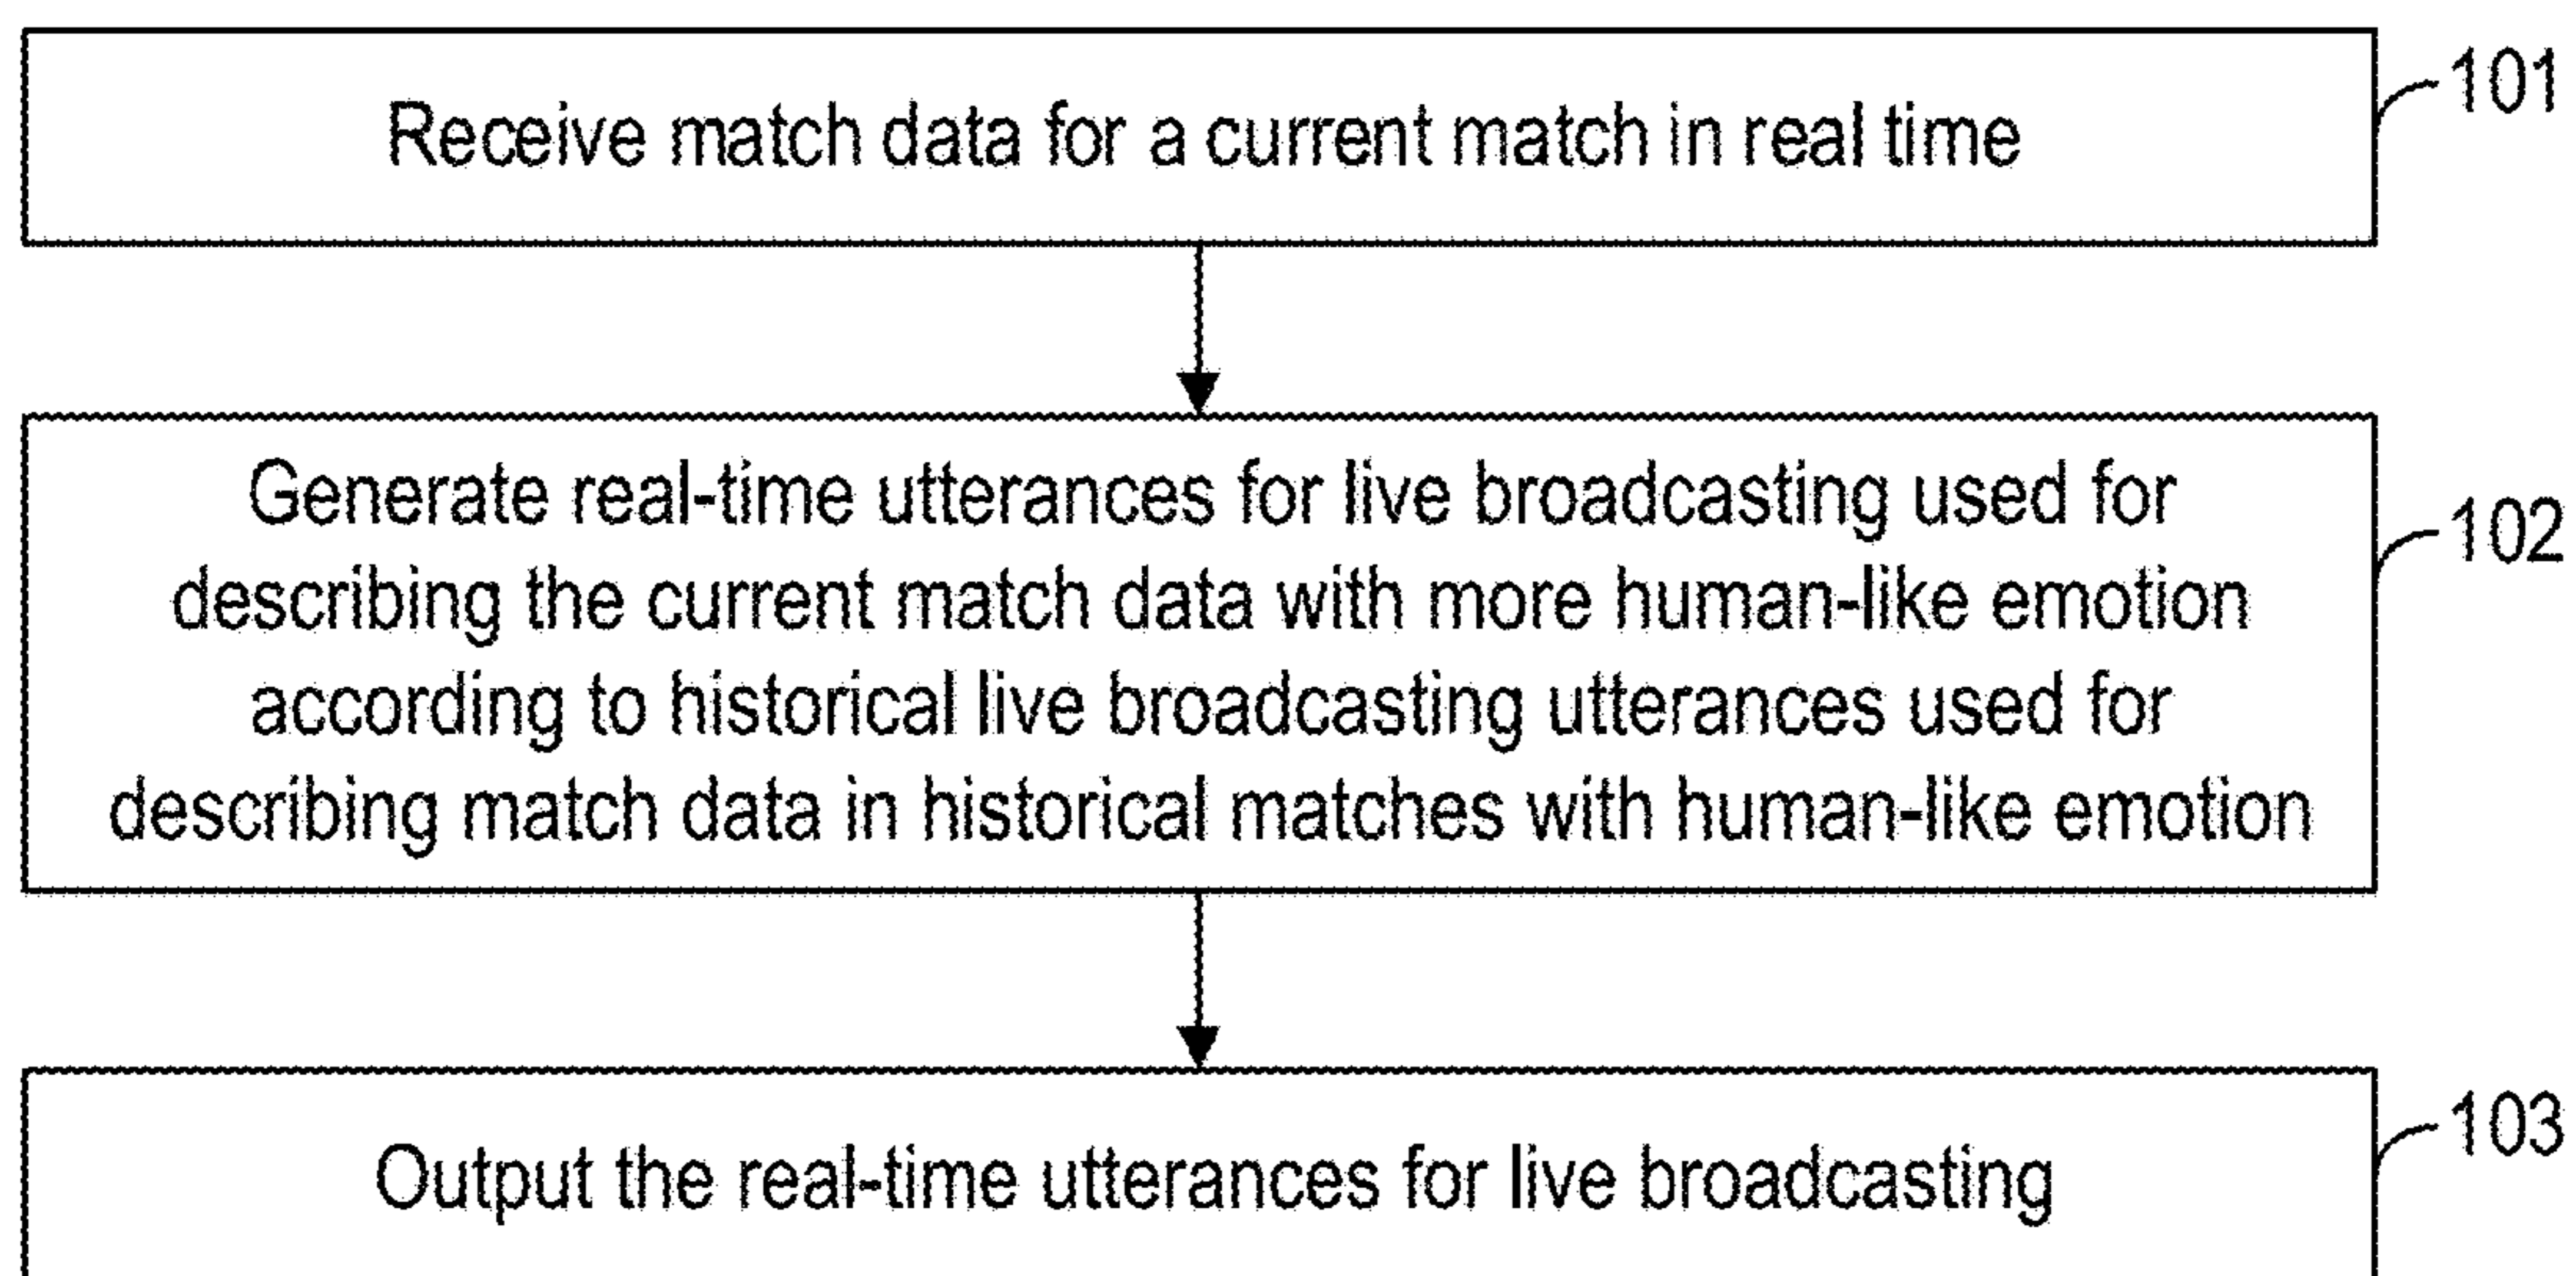 Receive match data for a current match in real time
101
Generate real-time utterances for live broadcasting used for
describing the current match data with more human-like emotion
according to historical live broadcasting utterances used for
describing match data in historical matches with human-like emotion
102
Output the real-time utterances for live broadcasting
103